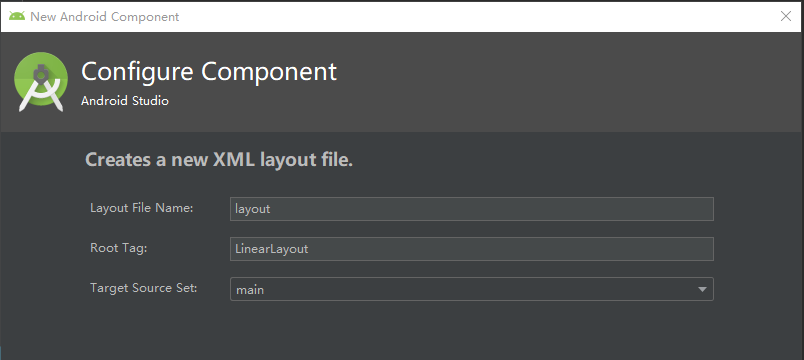 New Android Component
Configure Component
Android Studio
Creates a new XML layout file.
Layout File Name: layout
Root Tag: LinearLayout
Target Source Set: main